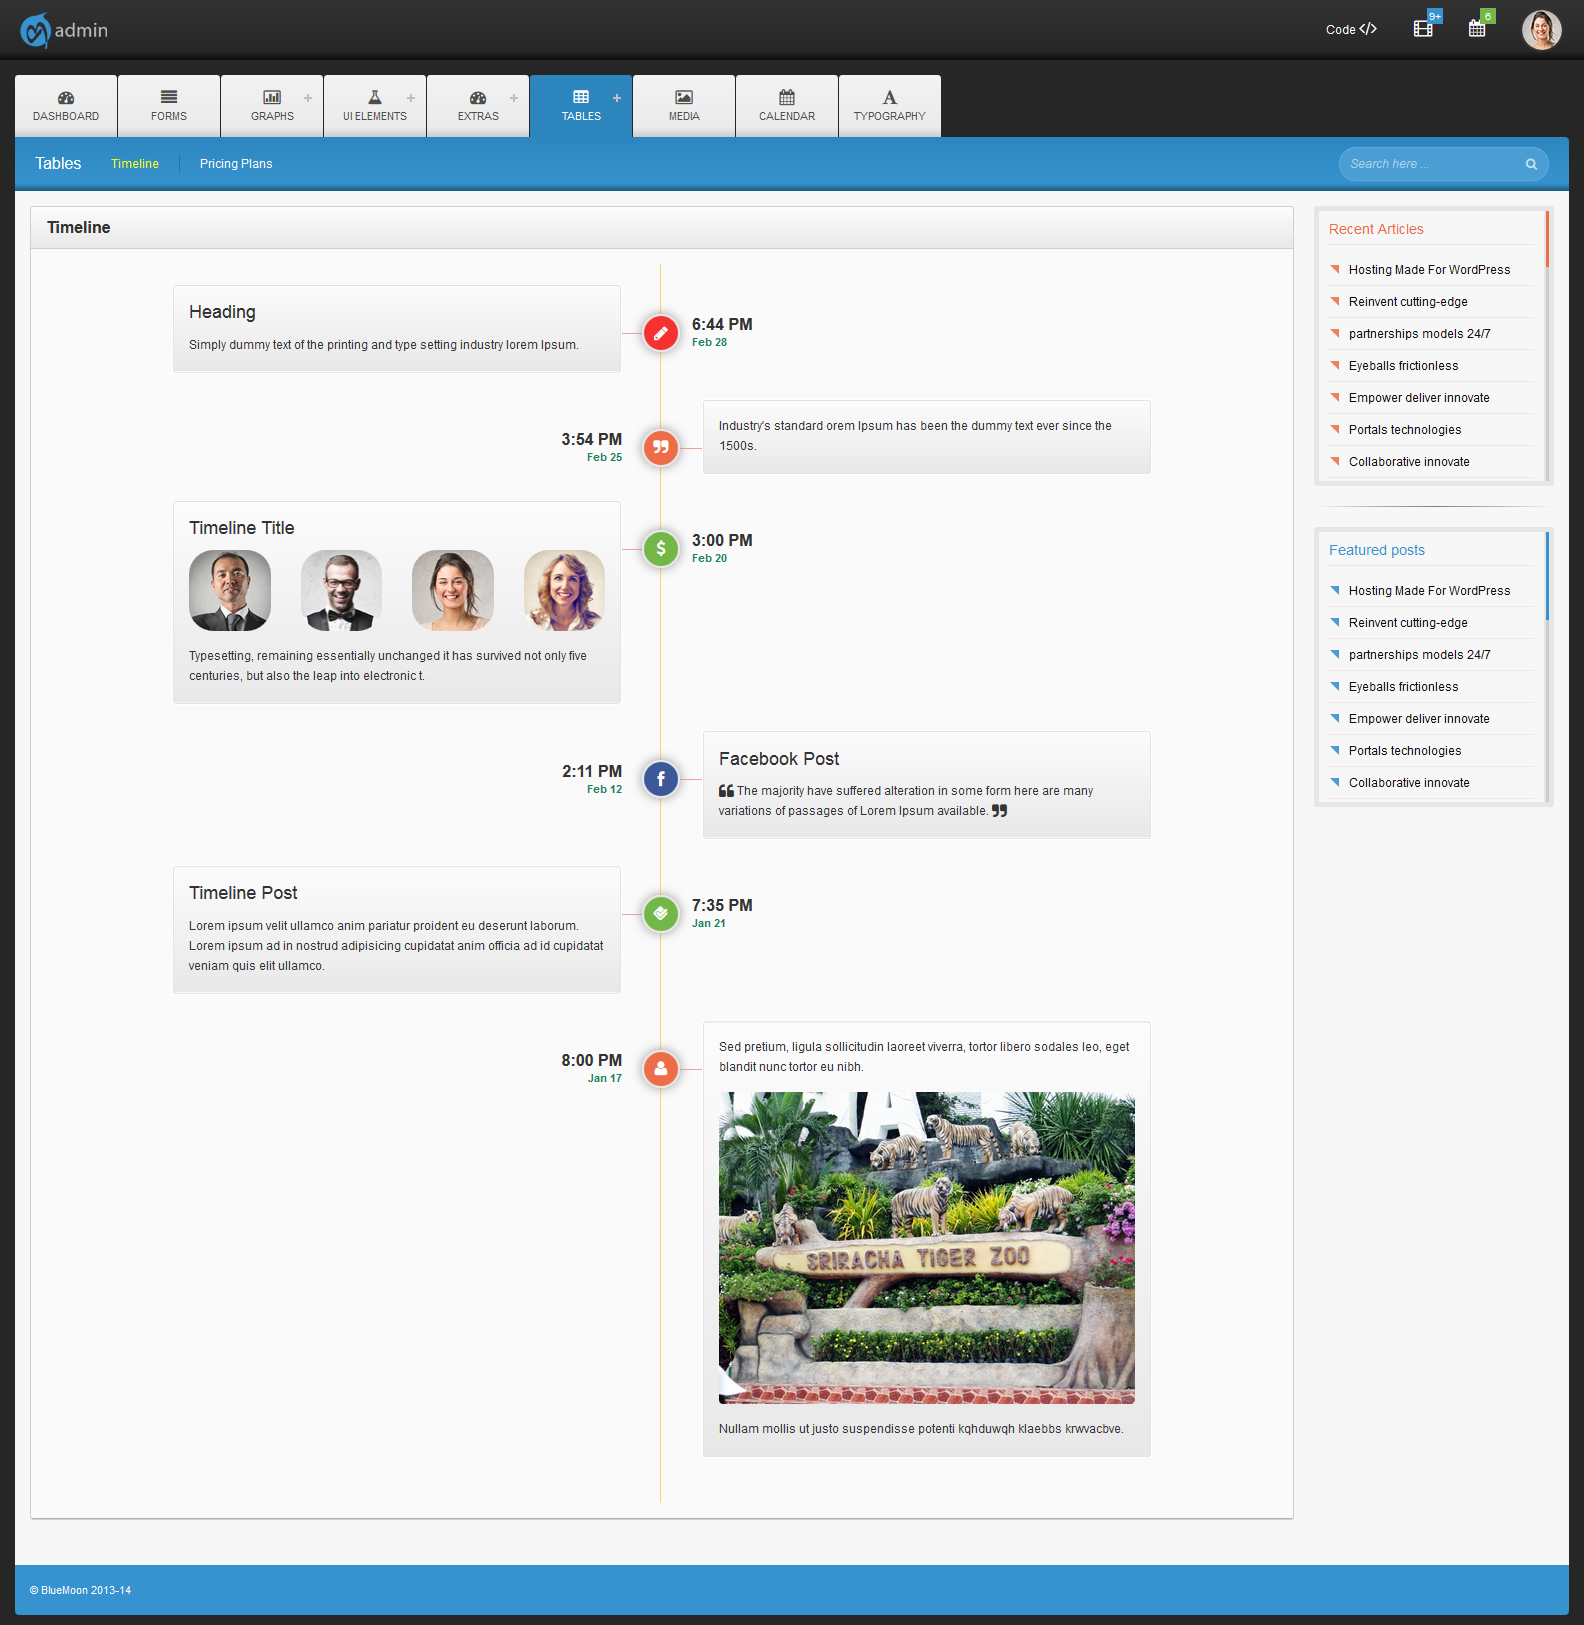 admin
Code
9+
6
DASHBOARD
FORMS
GRAPHS
UI ELEMENTS
EXTRAS
TABLES
MEDIA
CALENDAR
TYPOGRAPHY
Tables
Timeline
Pricing Plans
Search here ...
Timeline
Heading
Simply dummy text of the printing and type setting industry lorem Ipsum.
6:44 PM
Feb 28
3:54 PM
Feb 25
Industry's standard orem Ipsum has been the dummy text ever since the
1500s.
Timeline Title
Typesetting, remaining essentially unchanged it has survived not only five
centuries, but also the leap into electronic t.
3:00 PM
Feb 20
2:11 PM
Feb 12
Facebook Post
The majority have suffered alteration in some form here are many
variations of passages of Lorem Ipsum available.
Timeline Post
Lorem ipsum velit ullamco anim pariatur proident eu deserunt laborum.
Lorem ipsum ad in nostrud adipisicing cupidatat anim officia ad id cupidatat
veniam quis elit ullamco.
7:35 PM
Jan 21
8:00 PM
Jan 17
Sed pretium, ligula sollicitudin laoreet viverra, tortor libero sodales leo, eget
blandit nunc tortor eu nibh.
SRIRACHA TIGER ZOO
Nullam mollis ut justo suspendisse potenti kqhduwqh klaebbs krwvacbve.
Recent Articles
Hosting Made For WordPress
Reinvent cutting-edge
partnerships models 24/7
Eyeballs frictionless
Empower deliver innovate
Portals technologies
Collaborative innovate
Featured posts
Hosting Made For WordPress
Reinvent cutting-edge
partnerships models 24/7
Eyeballs frictionless
Empower deliver innovate
Portals technologies
Collaborative innovate
© BlueMoon 2013-14